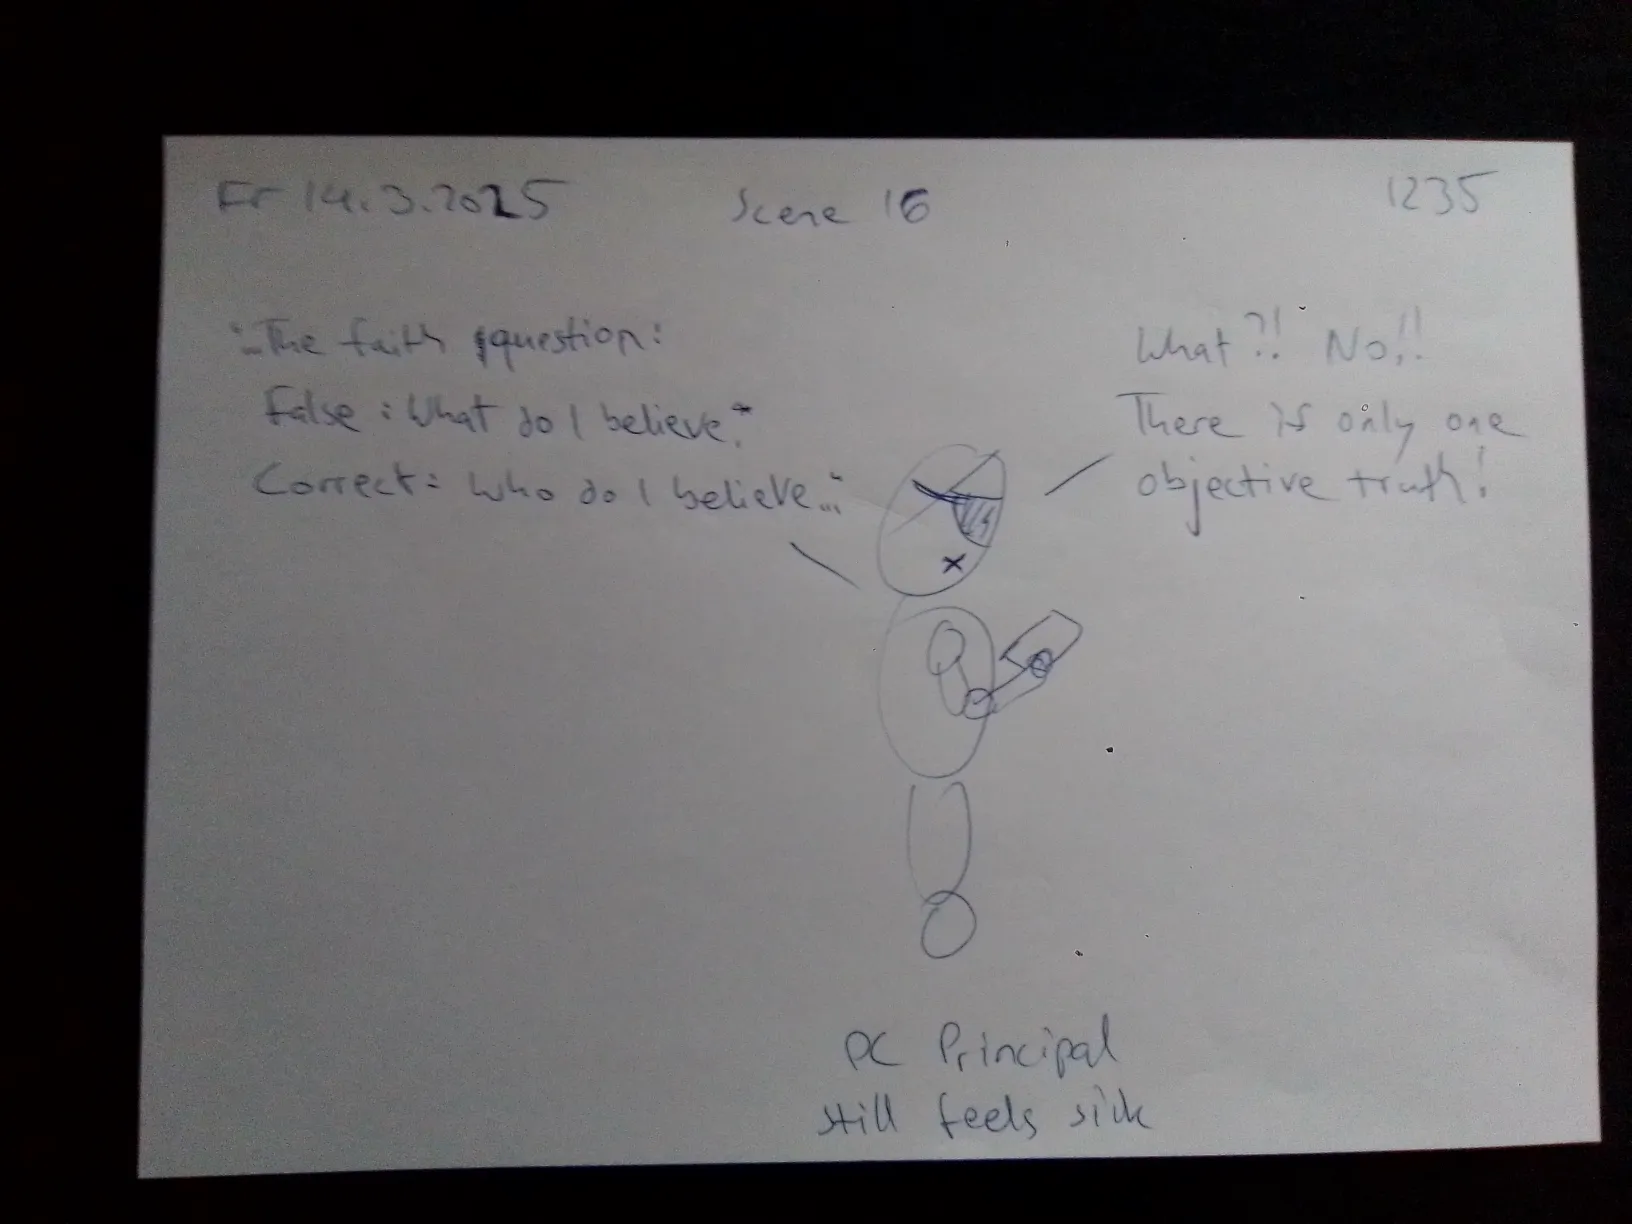 Fr 14.3.2025
Scene 16
1235
"...The faith question:
False: What do I believe?
Correct: Who do I believe..."
What?! No!!
There is only one
objective truth!
PC Principal
still feels sick